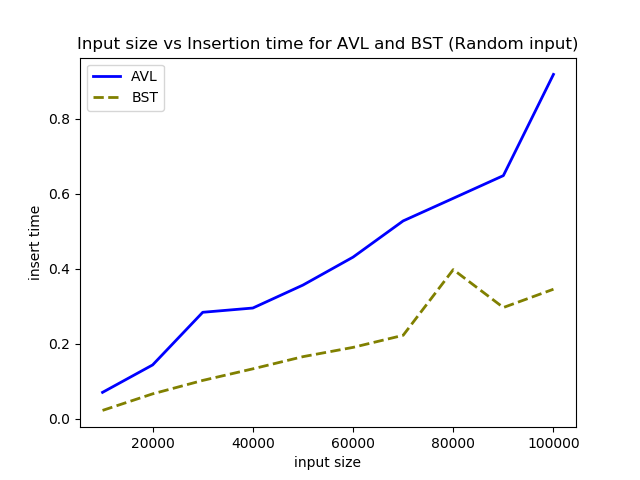 Input size vs Insertion time for AVL and BST (Random input)
AVL
BST
0.8
0.6
0.4
0.2
0.0
insert time
20000 40000 60000 80000 100000
input size